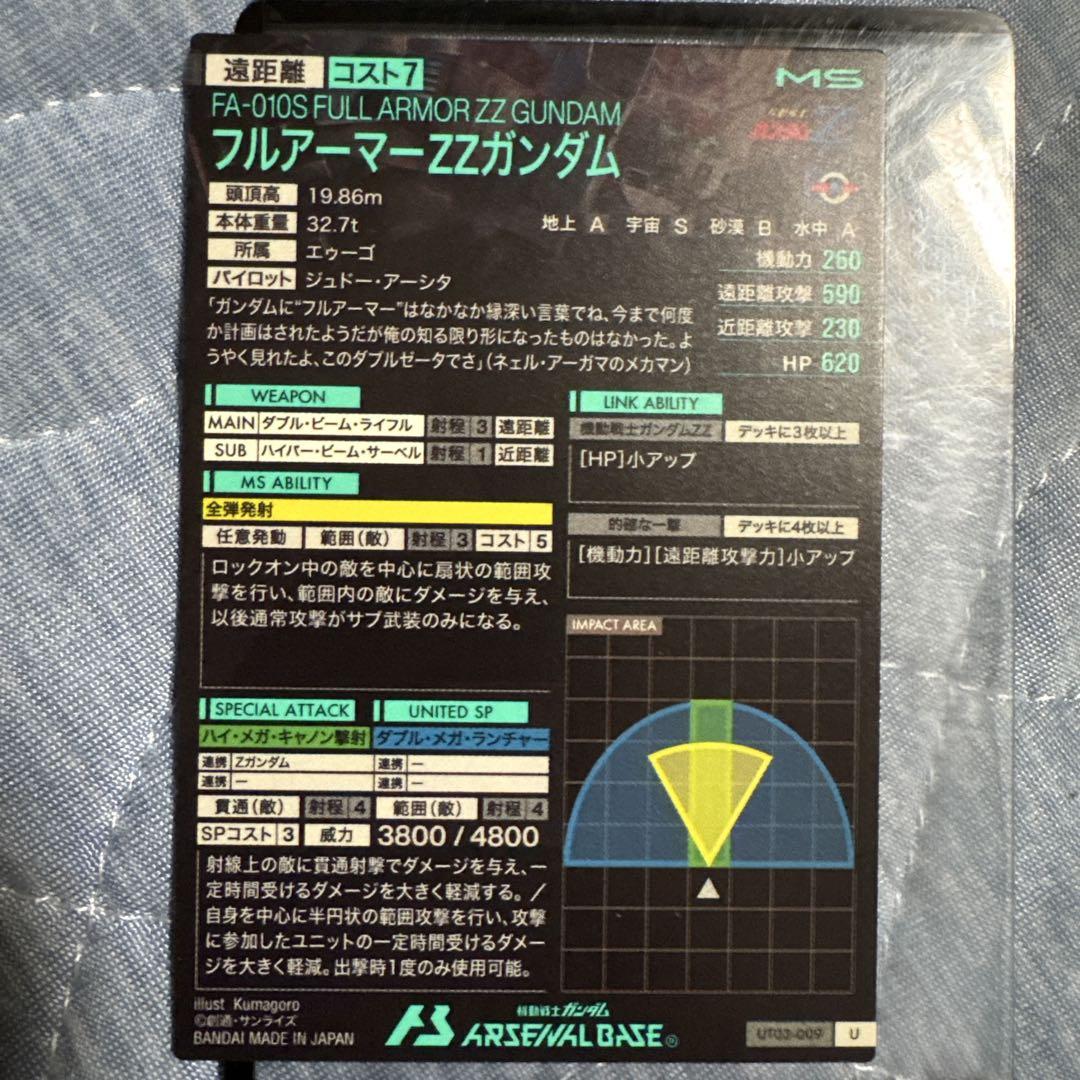 遠距離 コスト7
MS
FA-010S FULL ARMOR ZZ GUNDAM
フルアーマーZZガンダム
頭頂高 19.86m
本体重量 32.7t
所属 エゥーゴ
パイロット ジュドー・アーシタ
地上 A 宇宙 S 砂漠 B 水中 A
機動力 260
遠距離攻撃 590
近距離攻撃 230
HP 620
「ガンダムに“フルアーマー”はなかなか縁深い言葉でね、今まで何度
か計画はされたようだが俺の知る限り形になったものはなかった。よ
うやく見れたよ、このダブルゼータでさ」(ネェル・アーガマのメカマン)
WEAPON
MAIN ダブル・ビーム・ライフル 射程 3 遠距離
SUB ハイパー・ビーム・サーベル 射程 1 近距離
MS ABILITY
全弾発射
任意発動 範囲(敵) 射程 3 コスト 5
ロックオン中の敵を中心に扇状の範囲攻
撃を行い、範囲内の敵にダメージを与え、
以後通常攻撃がサブ武装のみになる。
LINK ABILITY
機動戦士ガンダムZZ デッキに3枚以上
[HP]小アップ
的確な一撃 デッキに4枚以上
[機動力][遠距離攻撃力]小アップ
IMPACT AREA
SPECIAL ATTACK UNITED SP
ハイ・メガ・キャノン撃射 ダブル・メガ・ランチャー
連携 Zガンダム 連携 ー
連携 ー 連携 ー
貫通(敵) 射程 4 範囲(敵) 射程 4
SPコスト 3 威力 3800 / 4800
射線上の敵に貫通射撃でダメージを与え、一
定時間受けるダメージを大きく軽減する。/
自身を中心に半円状の範囲攻撃を行い、攻撃
に参加したユニットの一定時間受けるダメー
ジを大きく軽減。出撃時1度のみ使用可能。
illust Kumagoro
©創通・サンライズ
BANDAI MADE IN JAPAN
機動戦士ガンダム
ARSENAL BASE®
UT03-009 U